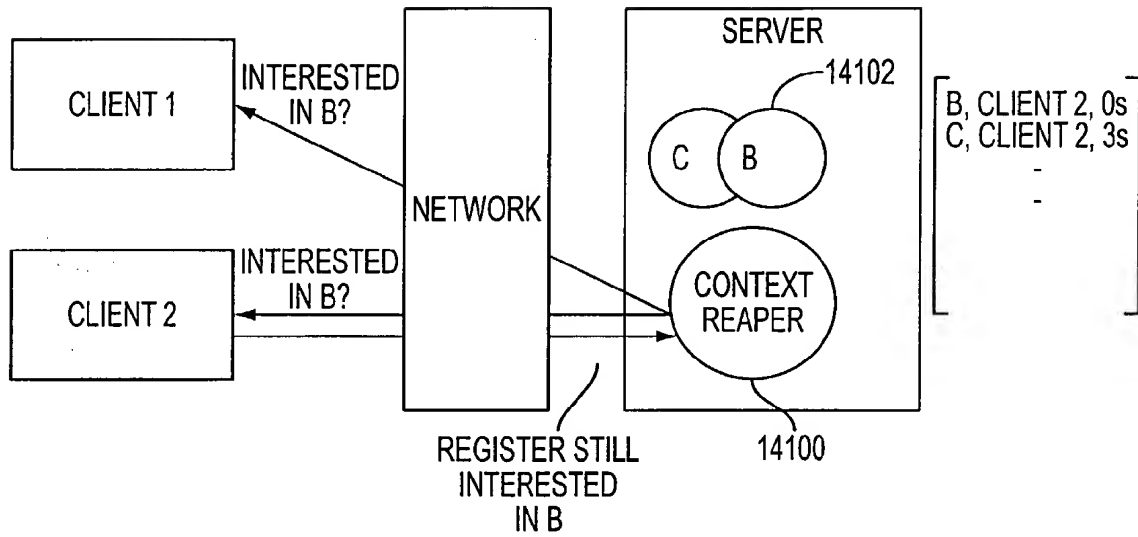 CLIENT 1
INTERESTED
IN B?
CLIENT 2
INTERESTED
IN B?
NETWORK
SERVER
14102
C
B
CONTEXT
REAPER
14100
REGISTER STILL
INTERESTED
IN B
B, CLIENT 2, 0s
C, CLIENT 2, 3s
-
-